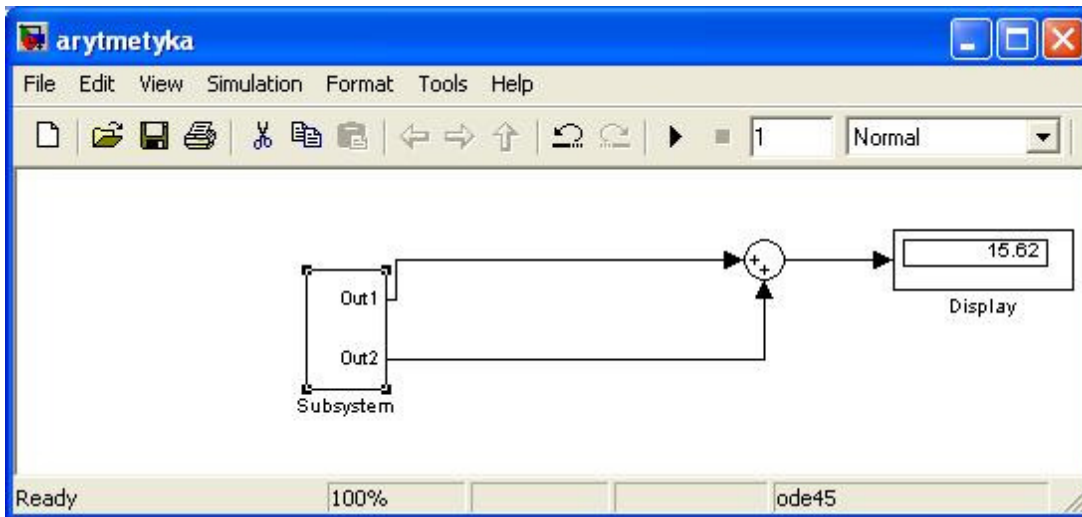 arytmetyka
File Edit View Simulation Format Tools Help
1 Normal
15.62
Out1
Display
Out2
Subsystem
Ready 100% ode45